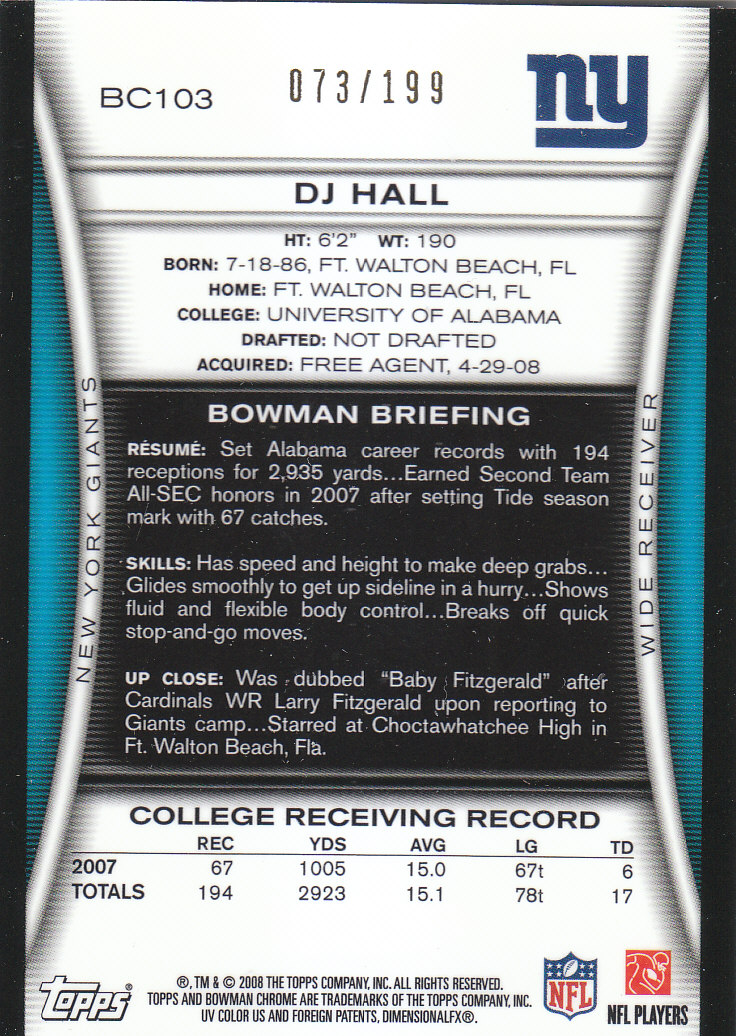 BC103
073/199
ny
DJ HALL
HT: 6'2" WT: 190
BORN: 7-18-86, FT. WALTON BEACH, FL
HOME: FT. WALTON BEACH, FL
COLLEGE: UNIVERSITY OF ALABAMA
DRAFTED: NOT DRAFTED
ACQUIRED: FREE AGENT, 4-29-08
NEW YORK GIANTS
WIDE RECEIVER
BOWMAN BRIEFING
RÉSUMÉ: Set Alabama career records with 194
receptions for 2,935 yards...Earned Second Team
All-SEC honors in 2007 after setting Tide season
mark with 67 catches.
SKILLS: Has speed and height to make deep grabs...
Glides smoothly to get up sideline in a hurry...Shows
fluid and flexible body control...Breaks off quick
stop-and-go moves.
UP CLOSE: Was dubbed "Baby Fitzgerald" after
Cardinals WR Larry Fitzgerald upon reporting to
Giants camp...Starred at Choctawhatchee High in
Ft. Walton Beach, Fla.
COLLEGE RECEIVING RECORD
REC YDS AVG LG TD
2007 67 1005 15.0 67t 6
TOTALS 194 2923 15.1 78t 17
Topps®
®, TM & © 2008 THE TOPPS COMPANY, INC. ALL RIGHTS RESERVED.
TOPPS AND BOWMAN CHROME ARE TRADEMARKS OF THE TOPPS COMPANY, INC.
UV COLOR US AND FOREIGN PATENTS, DIMENSIONALFX®.
NFL
NFL PLAYERS